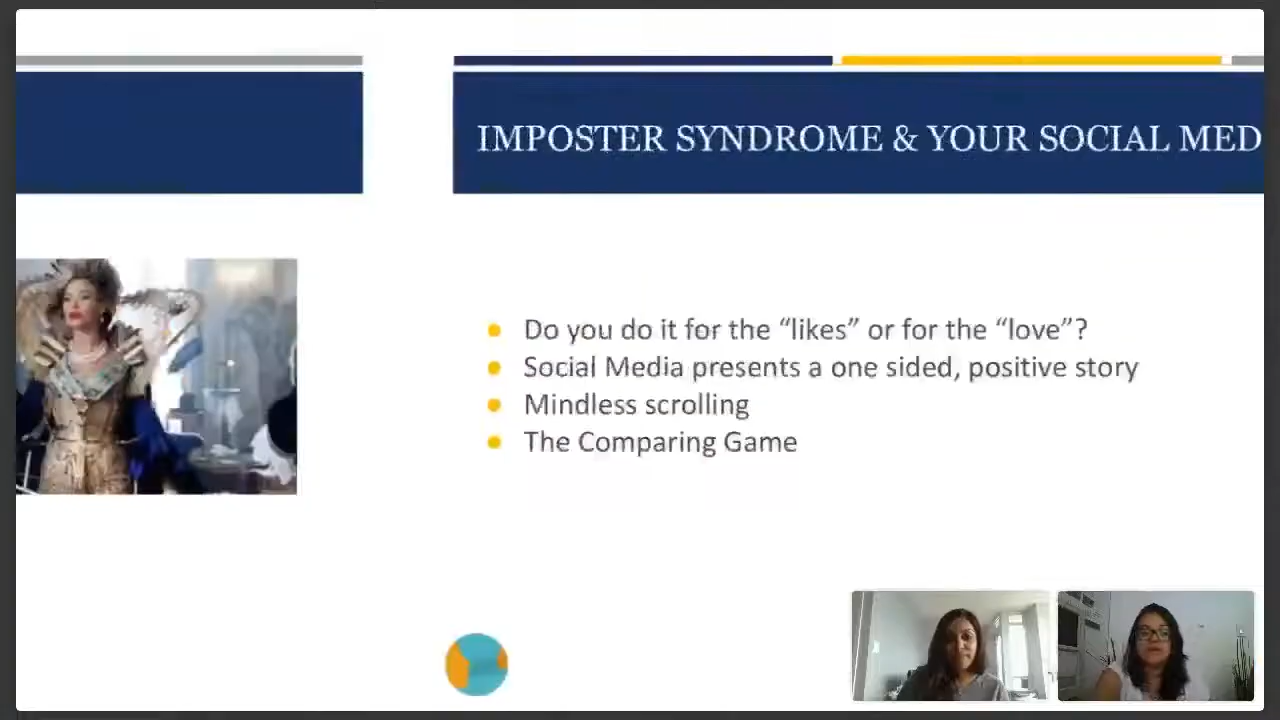 IMPOSTER SYNDROME & YOUR SOCIAL MED
Do you do it for the “likes” or for the “love”?
Social Media presents a one sided, positive story
Mindless scrolling
The Comparing Game